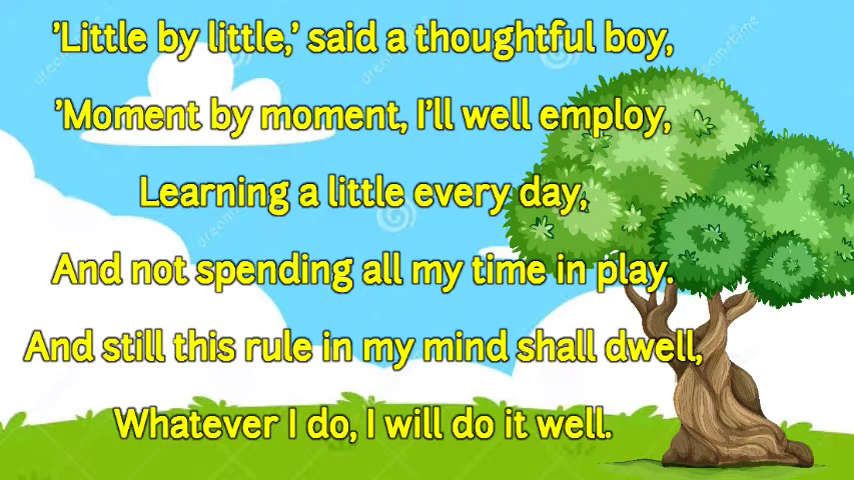 ’Little by little,’ said a thoughtful boy,
’Moment by moment, I’ll well employ,
Learning a little every day,
And not spending all my time in play.
And still this rule in my mind shall dwell,
Whatever I do, I will do it well.